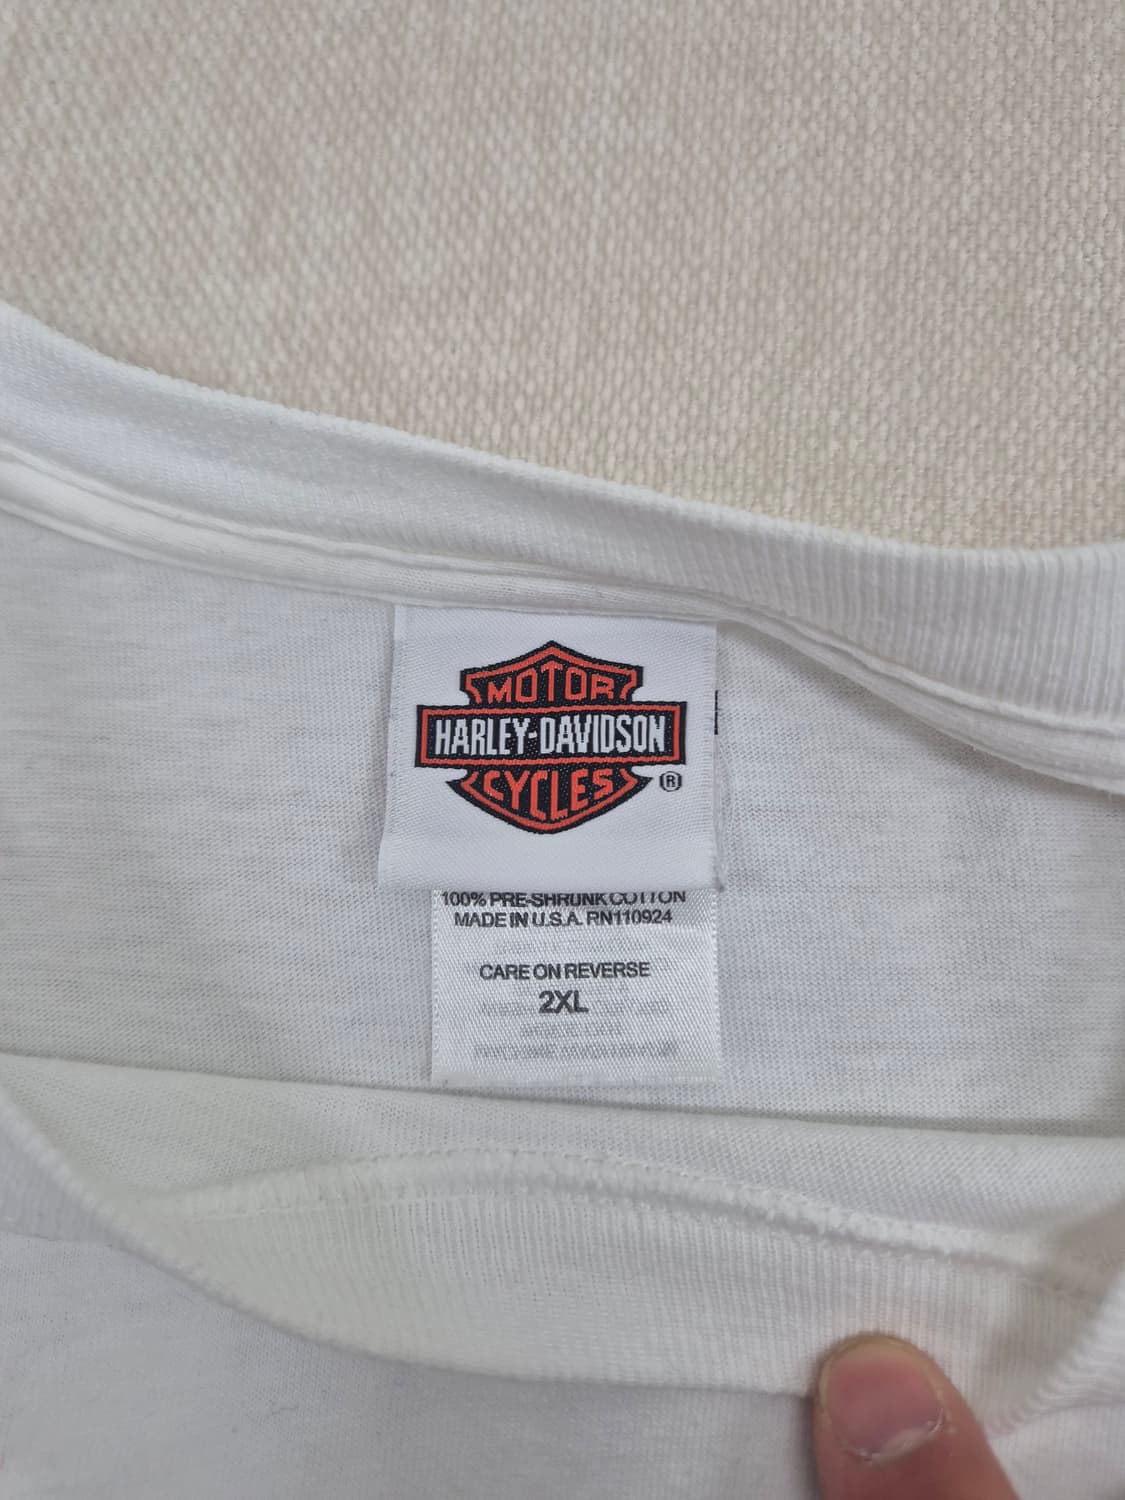 MOTOR
HARLEY-DAVIDSON
CYCLES ®
100% PRE-SHRUNK COTTON
MADE IN U.S.A. RN110924
CARE ON REVERSE
2XL